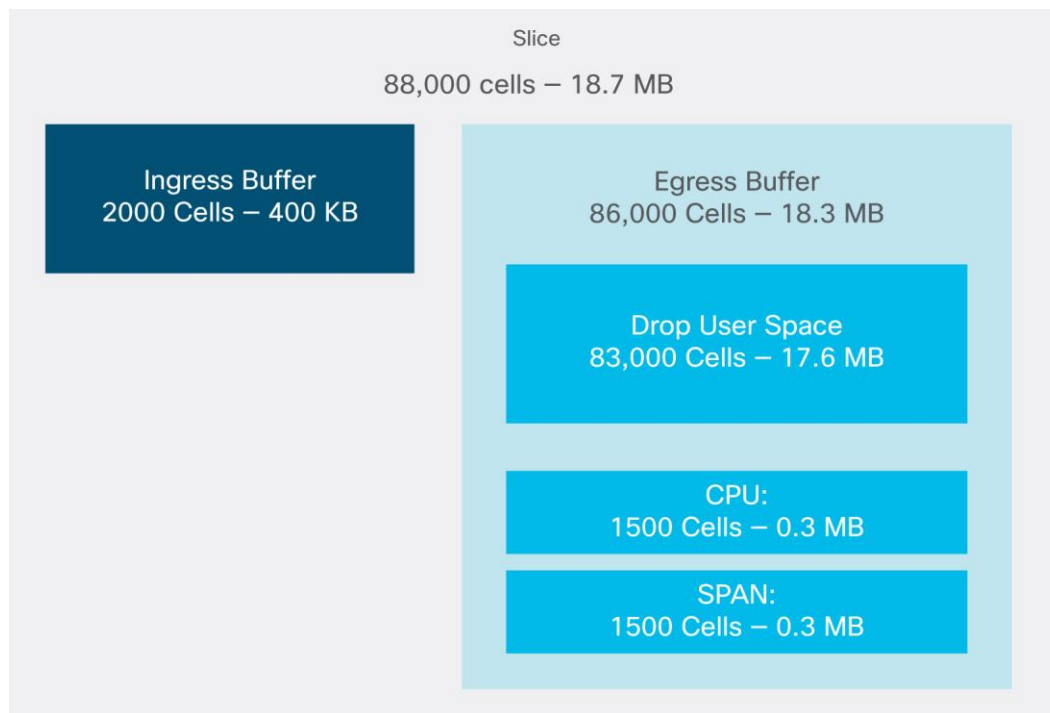 Slice
88,000 cells – 18.7 MB
Ingress Buffer
2000 Cells – 400 KB
Egress Buffer
86,000 Cells – 18.3 MB
Drop User Space
83,000 Cells – 17.6 MB
CPU:
1500 Cells – 0.3 MB
SPAN:
1500 Cells – 0.3 MB